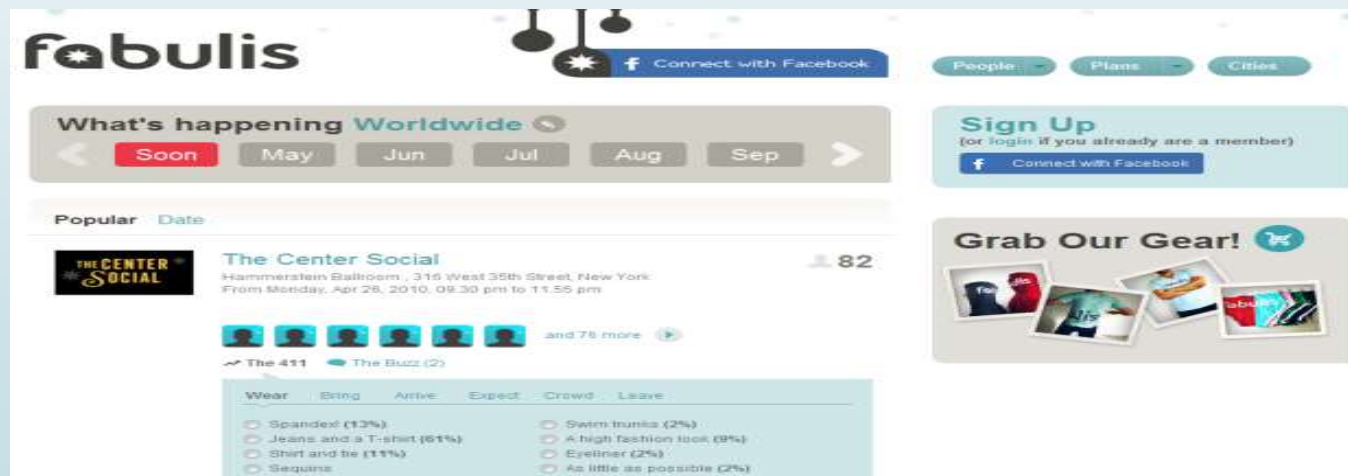 fabulis
f Connect with Facebook
People Plans Cities
What's happening Worldwide
Soon May Jun Jul Aug Sep
Sign Up
(or login if you already are a member)
f Connect with Facebook
Popular Date
THE CENTER SOCIAL
The Center Social
82
Hammerstein Ballroom , 316 West 35th Street, New York
From Monday, Apr 26, 2010, 09.30 pm to 11.55 pm
and 76 more
The 411 The Buzz (2)
Wear Bring Arrive Expect Crowd Leave
Spandex! (13%)
Jeans and a T-shirt (61%)
Shirt and tie (11%)
Sequins
Swim trunks (2%)
A high fashion look (9%)
Eyeliner (2%)
As little as possible (2%)
Grab Our Gear!